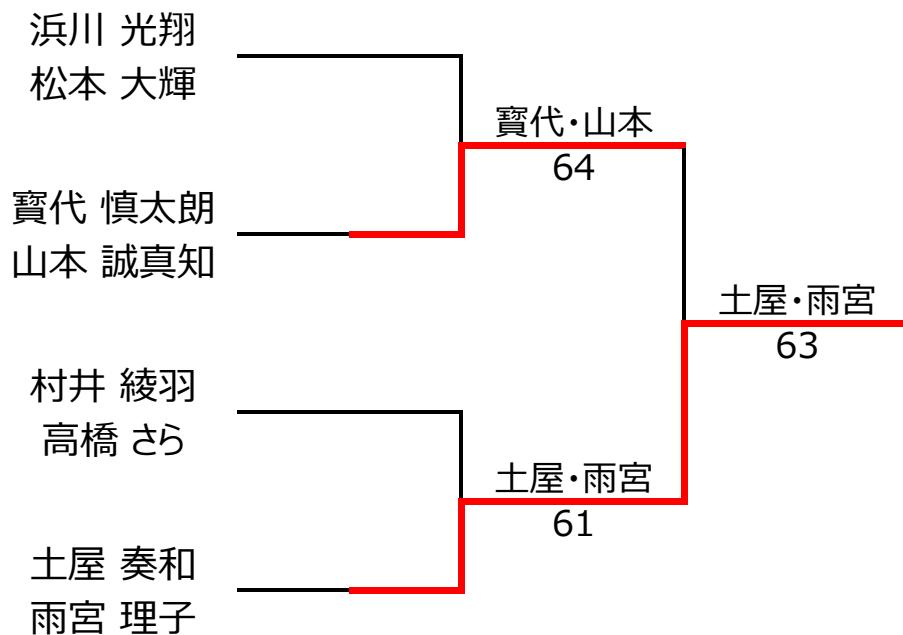 浜川 光翔
松本 大輝
寳代・山本
64
寳代 慎太朗
山本 誠真知
土屋・雨宮
63
村井 綾羽
高橋 さら
土屋・雨宮
61
土屋 奏和
雨宮 理子